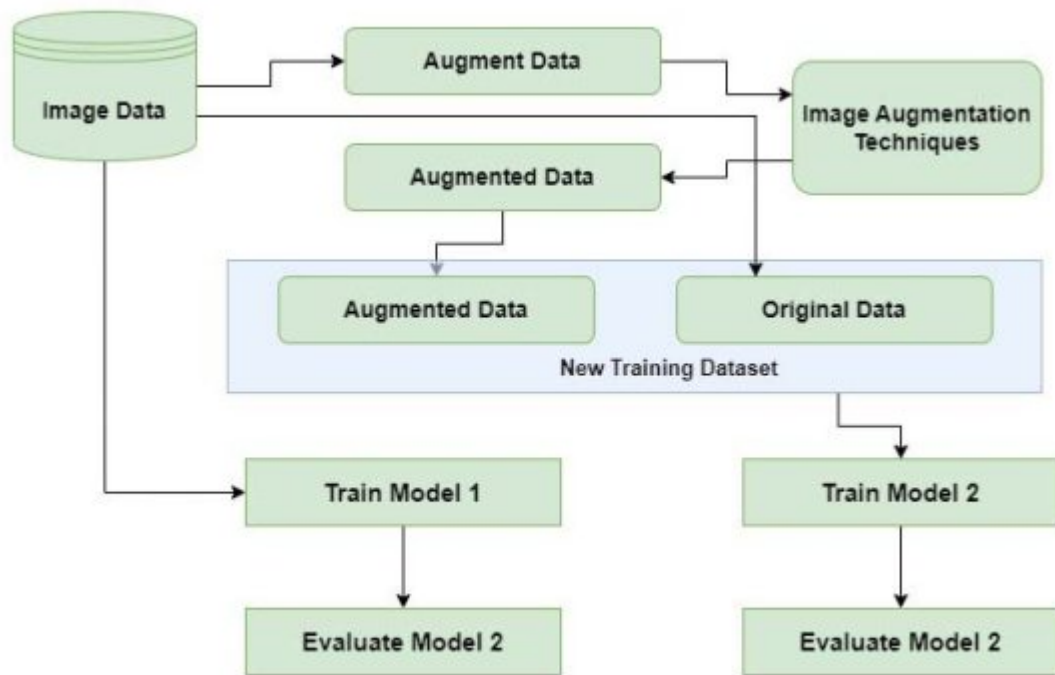 Image Data
Augment Data
Image Augmentation
Techniques
Augmented Data
Augmented Data
Original Data
New Training Dataset
Train Model 1
Train Model 2
Evaluate Model 2
Evaluate Model 2